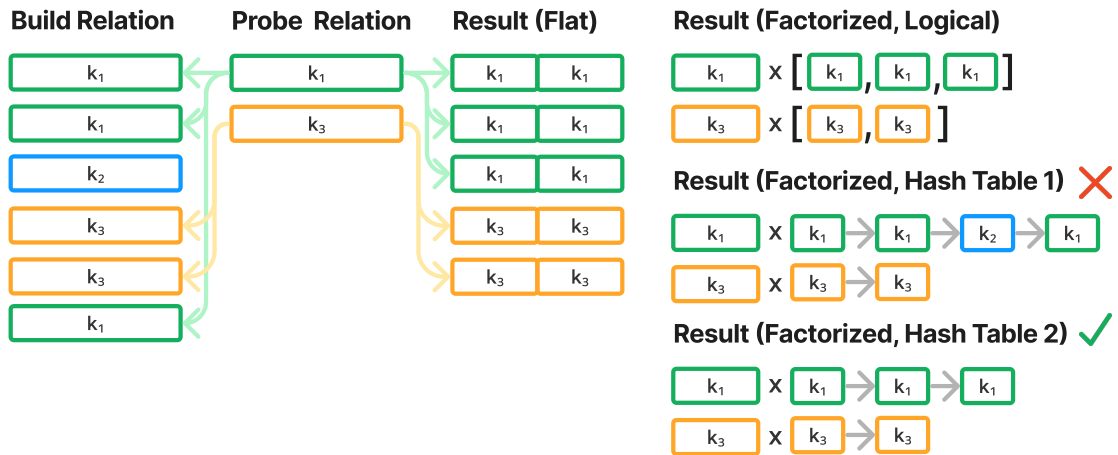 Build Relation
k₁
k₁
k₂
k₃
k₃
k₁
Probe Relation
k₁
k₃
Result (Flat)
k₁ k₁
k₁ k₁
k₁ k₁
k₃ k₃
k₃ k₃
Result (Factorized, Logical)
k₁ x [ k₁ , k₁ , k₁ ]
k₃ x [ k₃ , k₃ ]
Result (Factorized, Hash Table 1)
k₁ x k₁ k₁ k₂ k₁
k₃ x k₃ k₃
Result (Factorized, Hash Table 2)
k₁ x k₁ k₁ k₁
k₃ x k₃ k₃